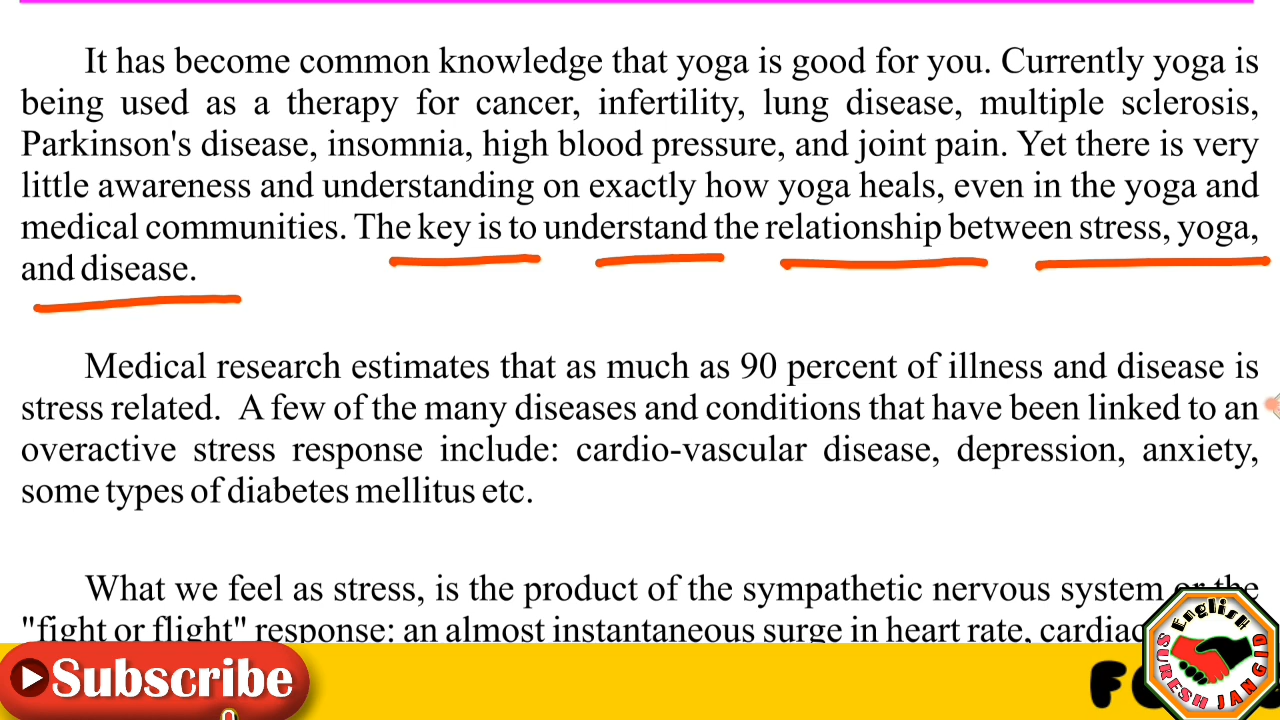 It has become common knowledge that yoga is good for you. Currently yoga is
being used as a therapy for cancer, infertility, lung disease, multiple sclerosis,
Parkinson's disease, insomnia, high blood pressure, and joint pain. Yet there is very
little awareness and understanding on exactly how yoga heals, even in the yoga and
medical communities. The key is to understand the relationship between stress, yoga,
and disease.
Medical research estimates that as much as 90 percent of illness and disease is
stress related. A few of the many diseases and conditions that have been linked to an
overactive stress response include: cardio-vascular disease, depression, anxiety,
some types of diabetes mellitus etc.
What we feel as stress, is the product of the sympathetic nervous system or the
"fight or flight" response: an almost instantaneous surge in heart rate, cardiac
Subscribe
English
SURESH JANGID